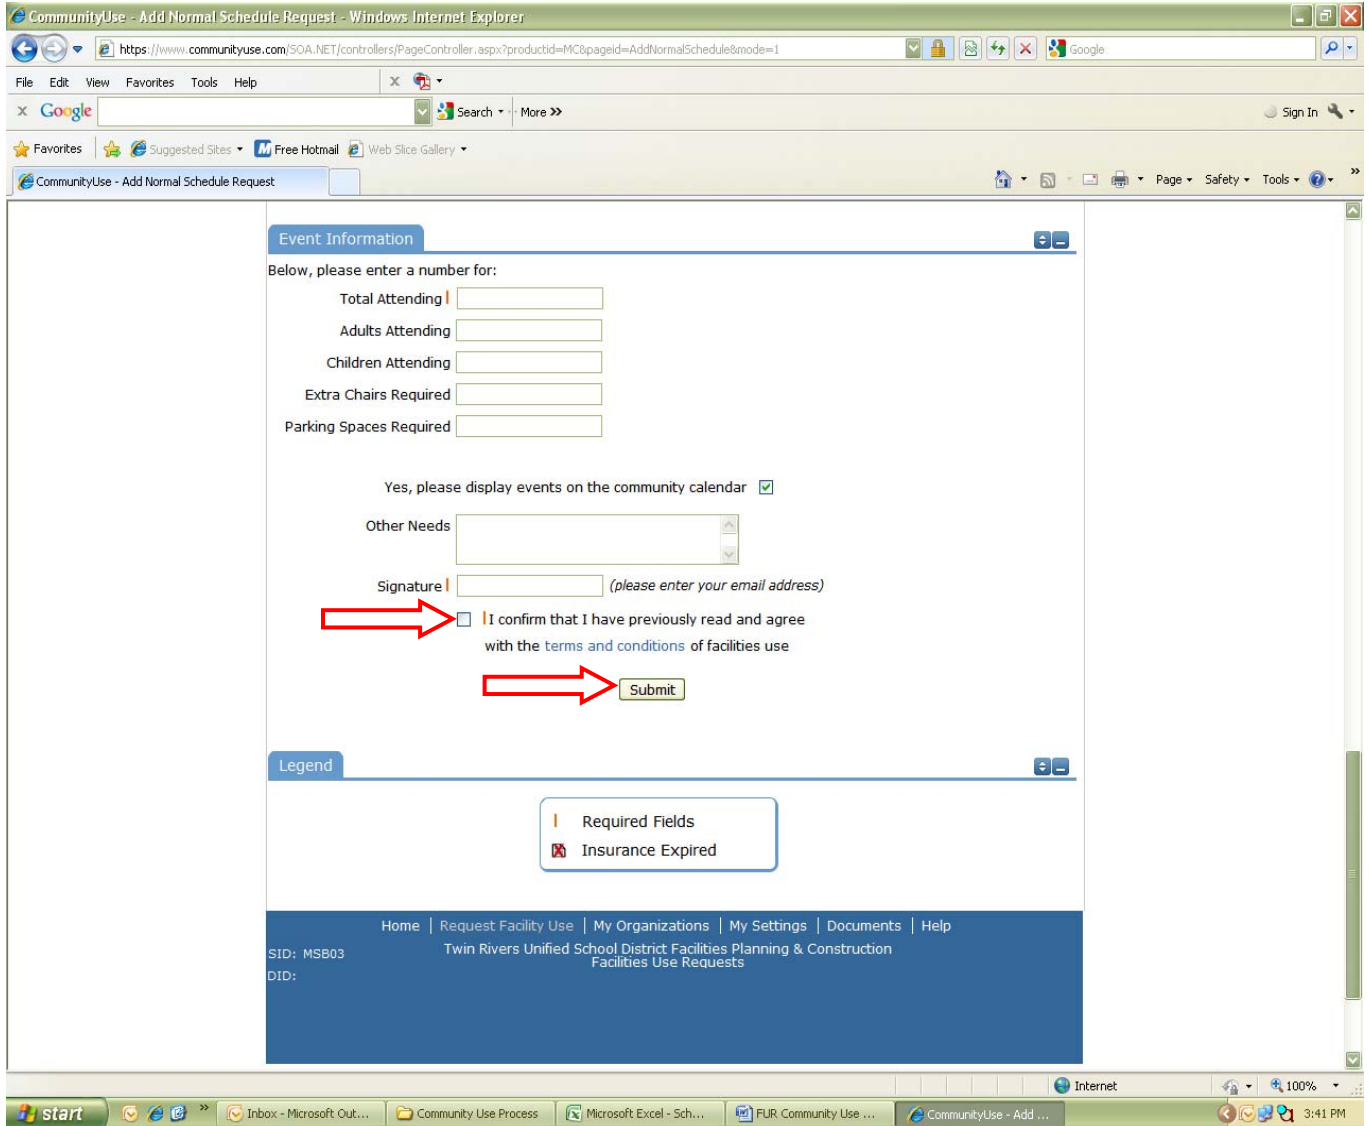 CommunityUse - Add Normal Schedule Request - Windows Internet Explorer
https://www.communityuse.com/SOA.NET/controllers/PageController.aspx?productid=MC&pageid=AddNormalSchedule&mode=1
Google
File Edit View Favorites Tools Help
x
x Google Search More >> Sign In
Favorites Suggested Sites Free Hotmail Web Slice Gallery
CommunityUse - Add Normal Schedule Request Page Safety Tools >>
Event Information
Below, please enter a number for:
Total Attending
Adults Attending
Children Attending
Extra Chairs Required
Parking Spaces Required
Yes, please display events on the community calendar
Other Needs
Signature (please enter your email address)
I confirm that I have previously read and agree
with the terms and conditions of facilities use
Submit
Legend
Required Fields
Insurance Expired
Home | Request Facility Use | My Organizations | My Settings | Documents | Help
SID: MSB03
Twin Rivers Unified School District Facilities Planning & Construction
Facilities Use Requests
DID:
Internet 100%
start >> Inbox - Microsoft Out... Community Use Process Microsoft Excel - Sch... FUR Community Use ... CommunityUse - Add ... 3:41 PM